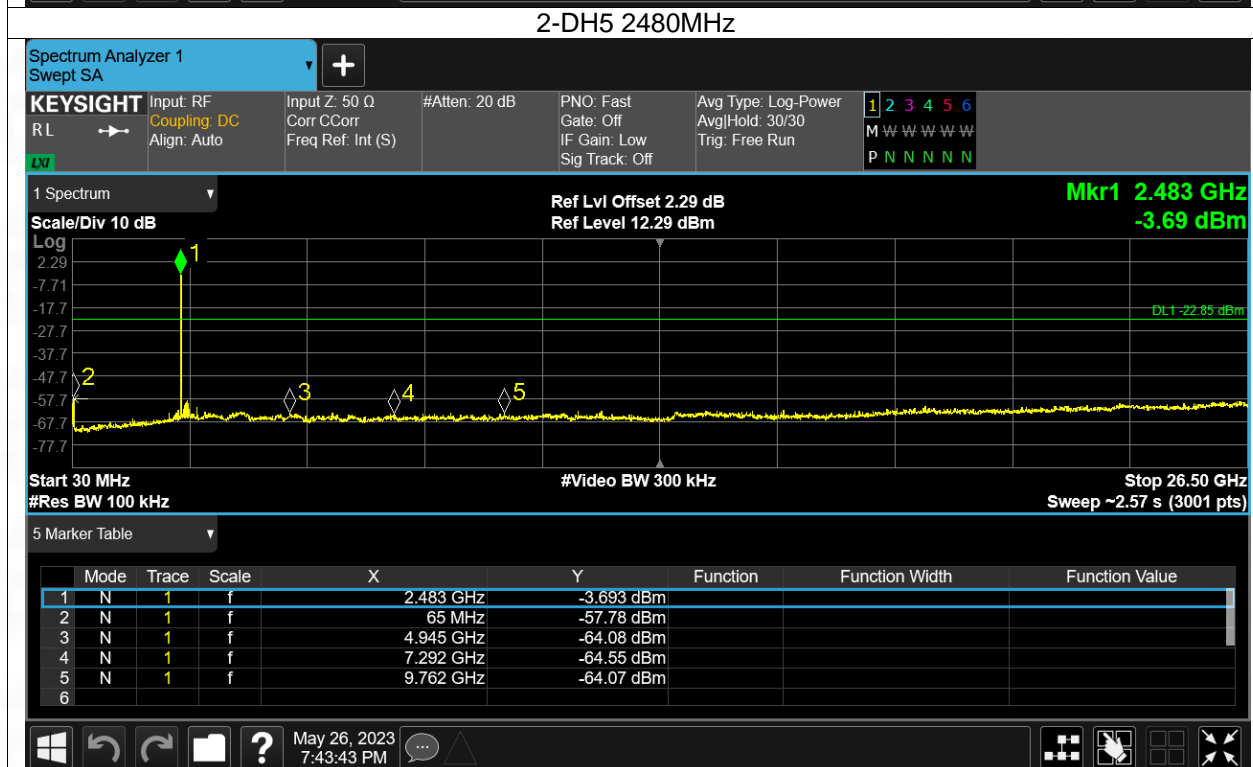 2-DH5 2480MHz
Spectrum Analyzer 1
Swept SA
KEYSIGHT
RL
LXI
Input: RF
Coupling: DC
Align: Auto
Input Z: 50 Ω
Corr CCorr
Freq Ref: Int (S)
#Atten: 20 dB
PNO: Fast
Gate: Off
IF Gain: Low
Sig Track: Off
Avg Type: Log-Power
Avg|Hold: 30/30
Trig: Free Run
1 2 3 4 5 6
M W W W W W
P N N N N N
1 Spectrum
Scale/Div 10 dB
Ref Lvl Offset 2.29 dB
Ref Level 12.29 dBm
Mkr1 2.483 GHz
-3.69 dBm
Log
2.29
-7.71
-17.7
-27.7
-37.7
-47.7
-57.7
-67.7
-77.7
1
2
3
4
5
DL1 -22.85 dBm
Start 30 MHz
#Res BW 100 kHz
#Video BW 300 kHz
Stop 26.50 GHz
Sweep ~2.57 s (3001 pts)
5 Marker Table
Mode Trace Scale X Y Function Function Width Function Value
1 N 1 f 2.483 GHz -3.693 dBm
2 N 1 f 65 MHz -57.78 dBm
3 N 1 f 4.945 GHz -64.08 dBm
4 N 1 f 7.292 GHz -64.55 dBm
5 N 1 f 9.762 GHz -64.07 dBm
6
?
May 26, 2023
7:43:43 PM